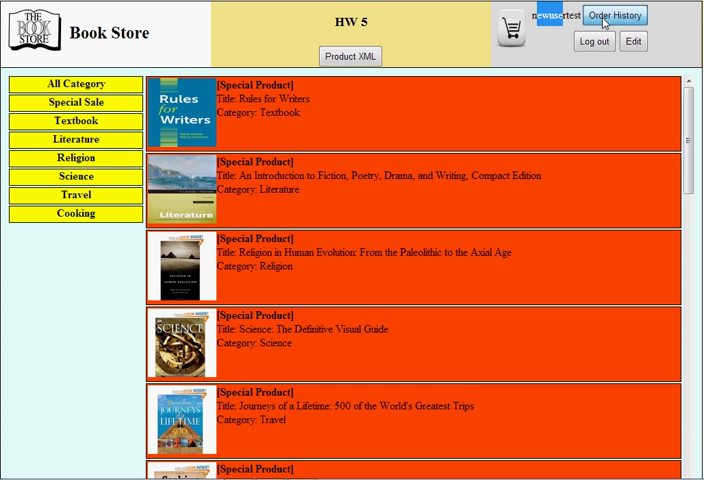 THE
BOOK
STORE
Book Store
HW 5
Product XML
newusertest
Order History
Log out
Edit
All Category
Special Sale
Textbook
Literature
Religion
Science
Travel
Cooking
Rules
for
Writers
[Special Product]
Title: Rules for Writers
Category: Textbook
Literature
[Special Product]
Title: An Introduction to Fiction, Poetry, Drama, and Writing, Compact Edition
Category: Literature
[Special Product]
Title: Religion in Human Evolution: From the Paleolithic to the Axial Age
Category: Religion
SCIENCE
[Special Product]
Title: Science: The Definitive Visual Guide
Category: Science
JOURNEYS
LIFETIME
[Special Product]
Title: Journeys of a Lifetime: 500 of the World's Greatest Trips
Category: Travel
[Special Product]